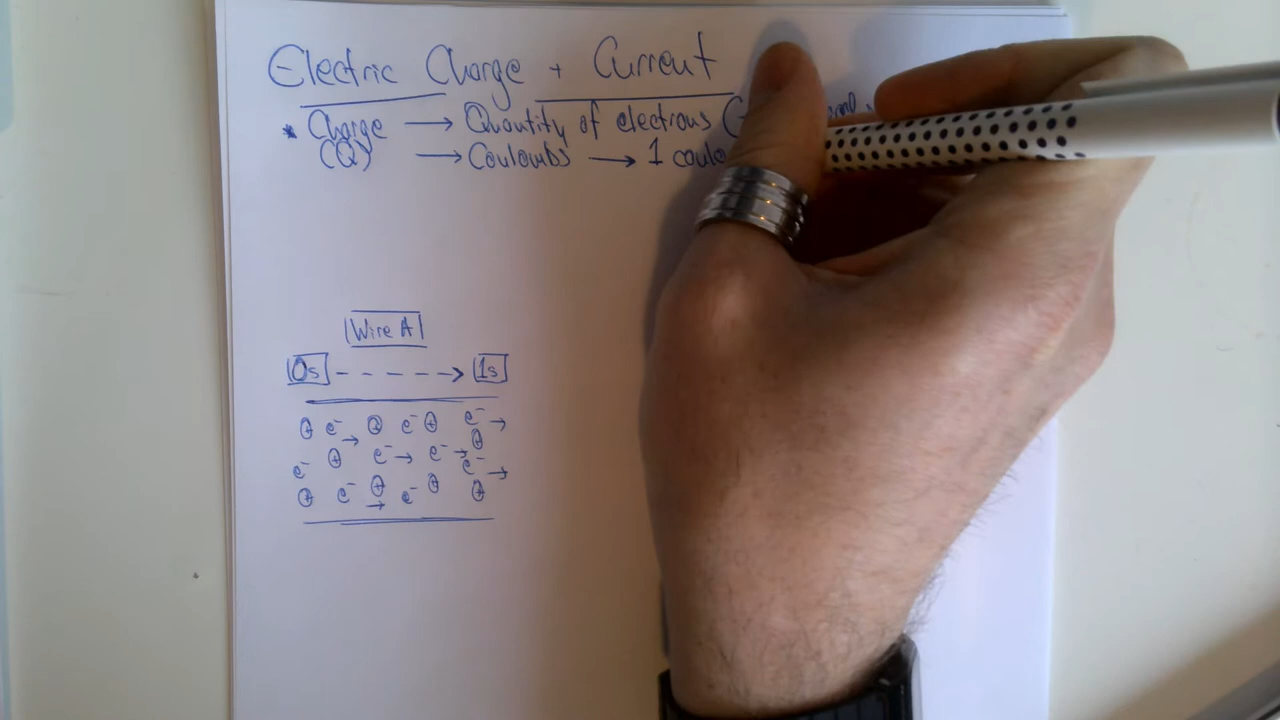 Electric Charge + Current
* Charge → Quantity of electrons
(Q) → Coulombs → 1
Wire A
0s - - - - → 1s
⊕ e⁻ → ⊕ e⁻ ⊕ e⁻ →
e⁻ ⊕ e⁻ → e⁻ → ⊕ e⁻ →
⊕ e⁻ ⊕ → e⁻ ⊕ ⊕